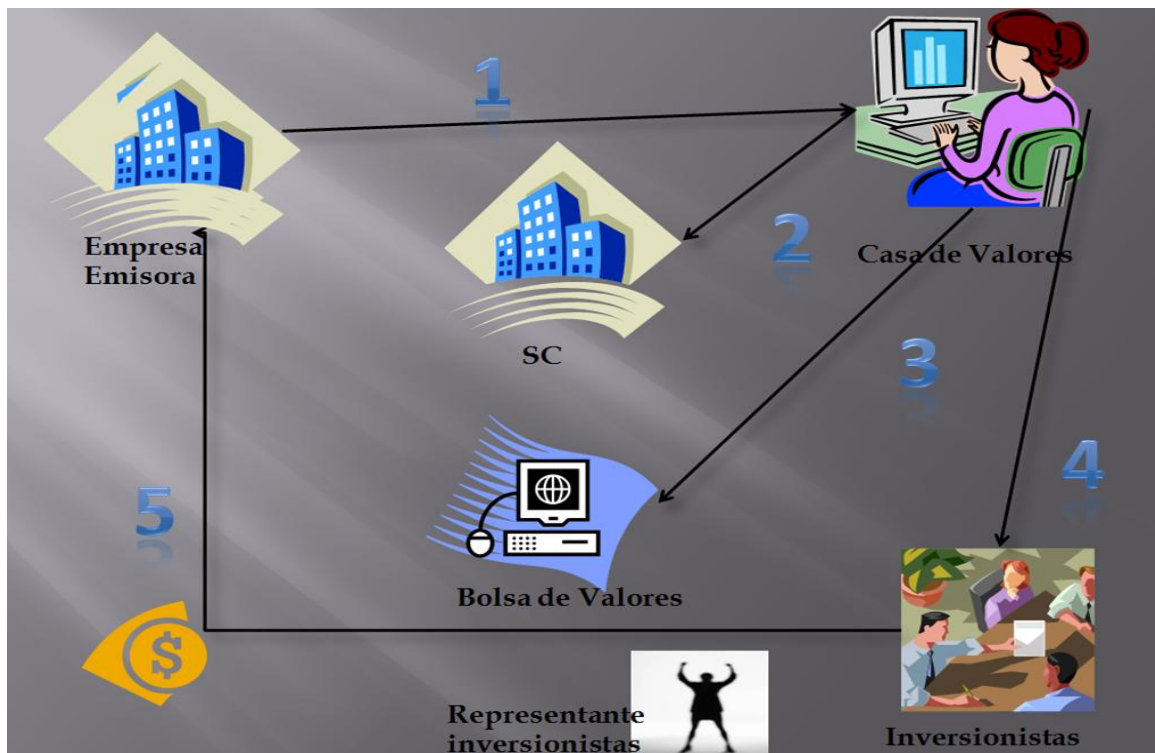 1
Empresa
Emisora
SC
2
Casa de Valores
3
4
5
$
Bolsa de Valores
Representante
inversionistas
Inversionistas